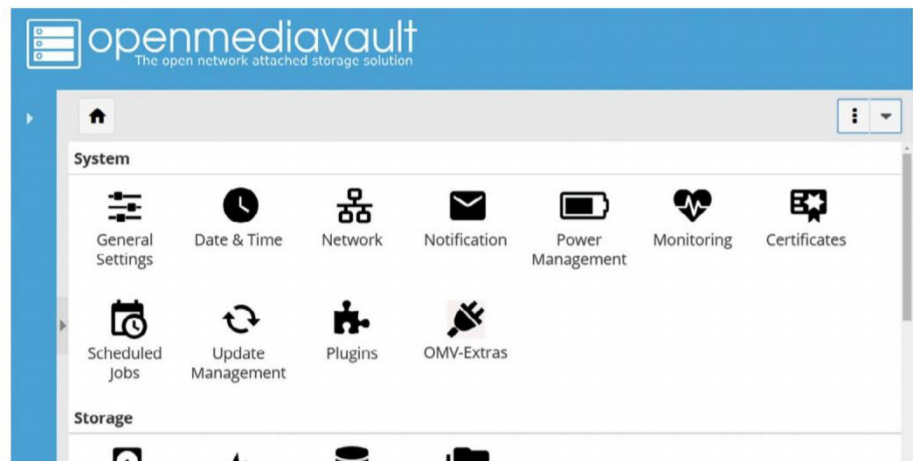 openmediavault
The open network attached storage solution
System
General Settings
Date & Time
Network
Notification
Power Management
Monitoring
Certificates
Scheduled Jobs
Update Management
Plugins
OMV-Extras
Storage